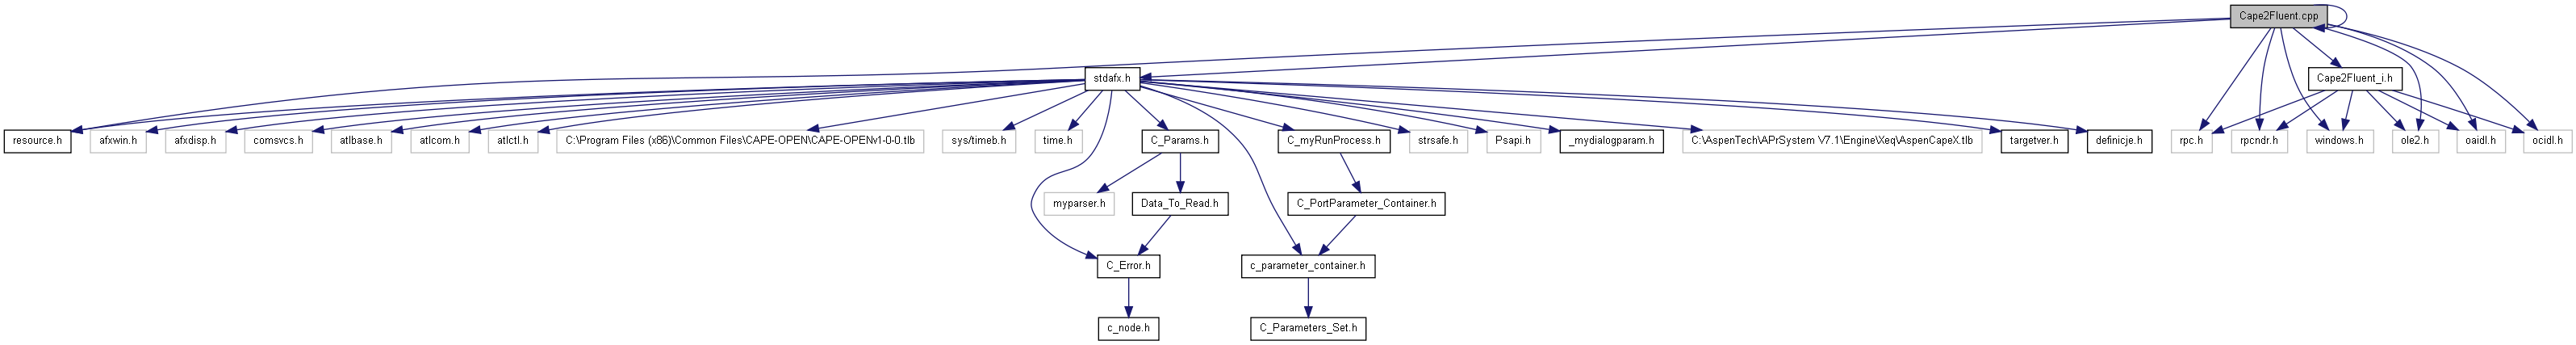 Cape2Fluent.cpp
stdafx.h
Cape2Fluent_i.h
resource.h
afxwin.h
afxdisp.h
comsvcs.h
atlbase.h
atlcom.h
atlctl.h
C:\Program Files (x86)\Common Files\CAPE-OPEN\CAPE-OPENv1-0-0.tlb
sys/timeb.h
time.h
C_Params.h
C_myRunProcess.h
strsafe.h
Psapi.h
_mydialogparam.h
C:\AspenTech\APrSystem V7.1\Engine\Xeq\AspenCapeX.tlb
targetver.h
definicje.h
rpc.h
rpcndr.h
windows.h
ole2.h
oaidl.h
ocidl.h
myparser.h
Data_To_Read.h
C_PortParameter_Container.h
C_Error.h
c_parameter_container.h
c_node.h
C_Parameters_Set.h